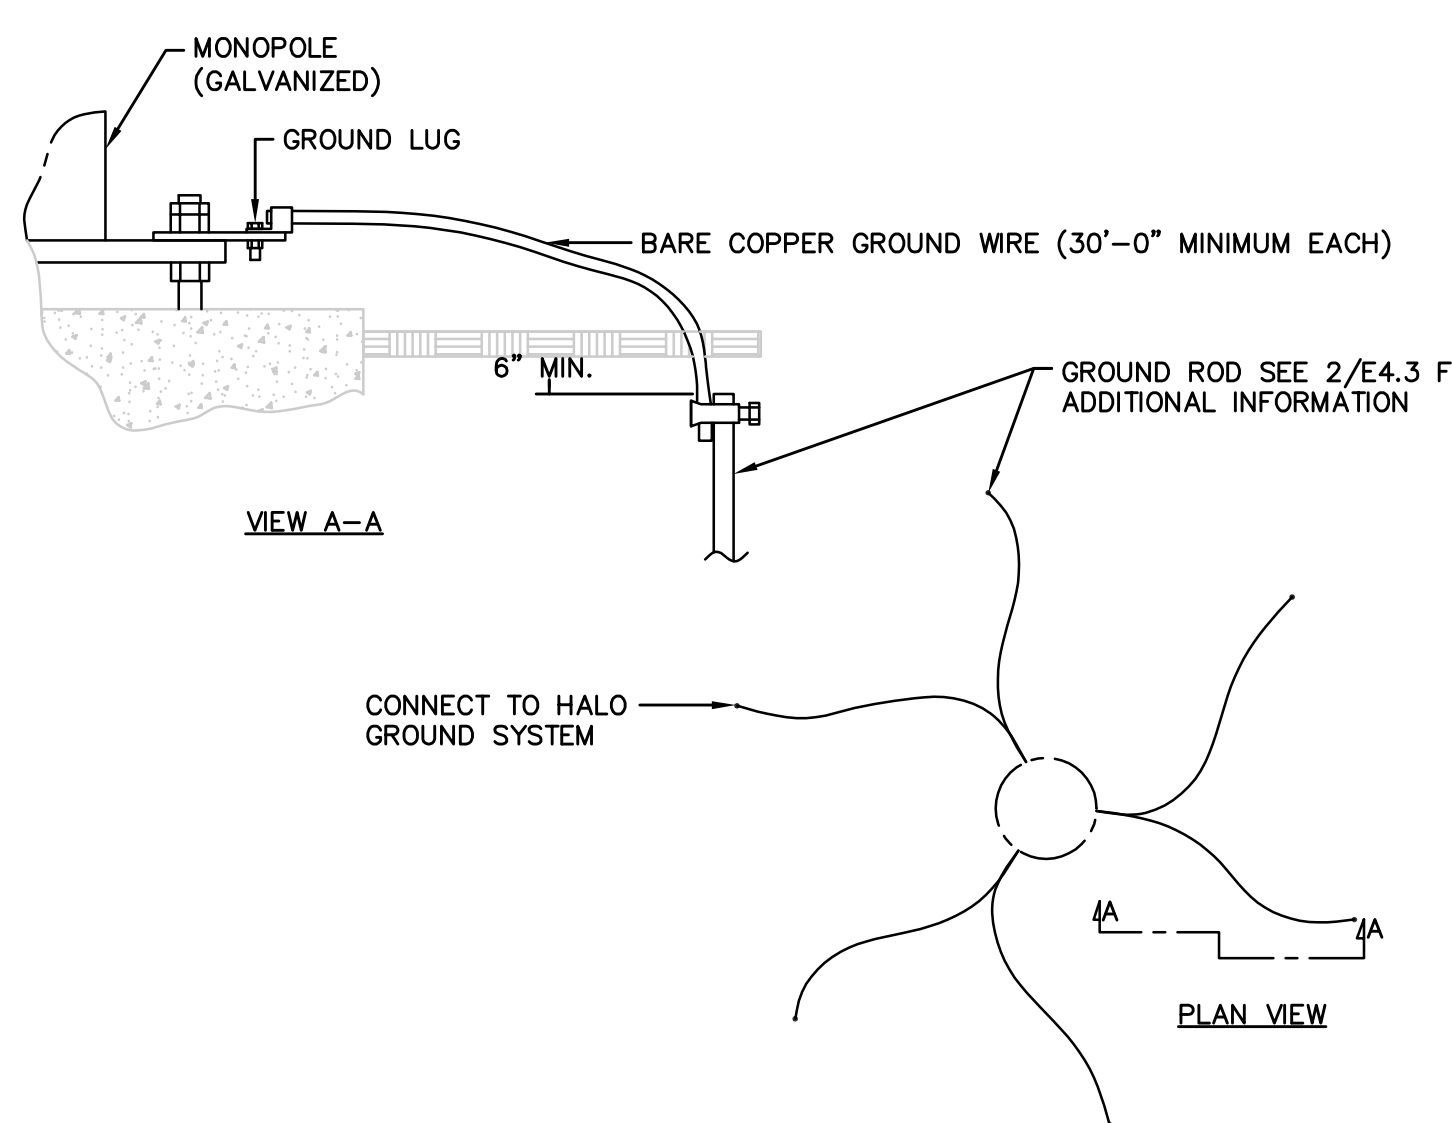 MONOPOLE
(GALVANIZED)
GROUND LUG
BARE COPPER GROUND WIRE (30'-0" MINIMUM EACH)
6" MIN.
GROUND ROD SEE 2/E4.3 F
ADDITIONAL INFORMATION
VIEW A-A
CONNECT TO HALO
GROUND SYSTEM
A
A
PLAN VIEW